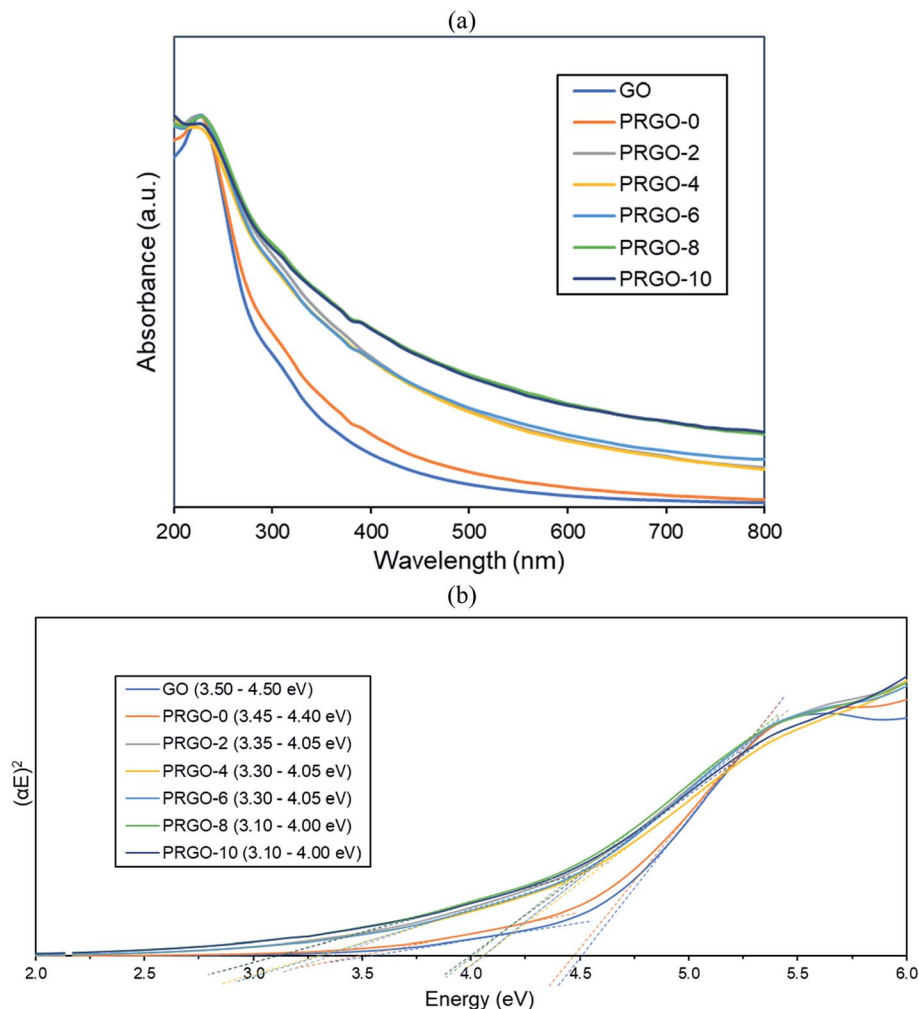 (a)
Absorbance (a.u.)
GO
PRGO-0
PRGO-2
PRGO-4
PRGO-6
PRGO-8
PRGO-10
200 300 400 500 600 700 800
Wavelength (nm)
(b)
(αE)²
GO (3.50 - 4.50 eV)
PRGO-0 (3.45 - 4.40 eV)
PRGO-2 (3.35 - 4.05 eV)
PRGO-4 (3.30 - 4.05 eV)
PRGO-6 (3.30 - 4.05 eV)
PRGO-8 (3.10 - 4.00 eV)
PRGO-10 (3.10 - 4.00 eV)
2.0 2.5 3.0 3.5 4.0 4.5 5.0 5.5 6.0
Energy (eV)